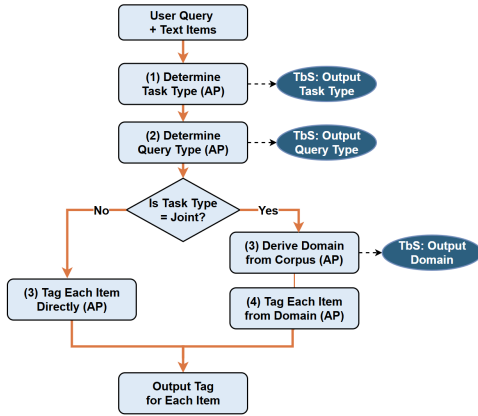 User Query
+ Text Items
(1) Determine
Task Type (AP)
TbS: Output
Task Type
(2) Determine
Query Type (AP)
TbS: Output
Query Type
Is Task Type
= Joint?
No
Yes
(3) Derive Domain
from Corpus (AP)
TbS: Output
Domain
(3) Tag Each Item
Directly (AP)
(4) Tag Each Item
from Domain (AP)
Output Tag
for Each Item